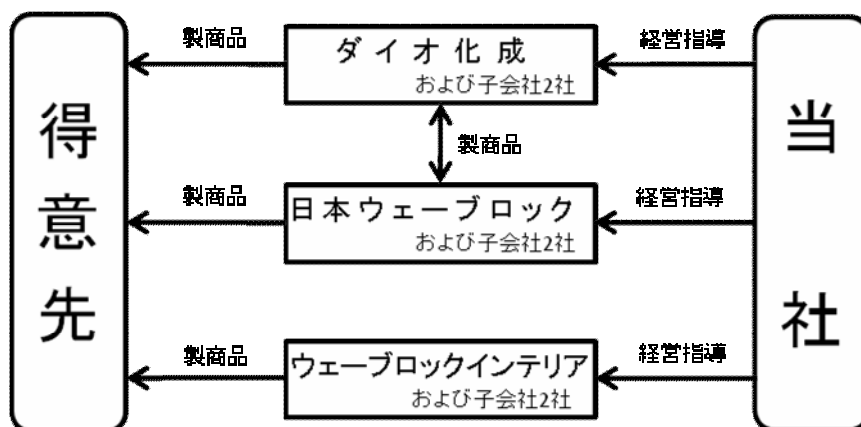 得意先
製商品
ダイオ化成
および子会社2社
経営指導
当社
製商品
製商品
日本ウェーブロック
および子会社2社
経営指導
製商品
ウェーブロックインテリア
および子会社2社
経営指導